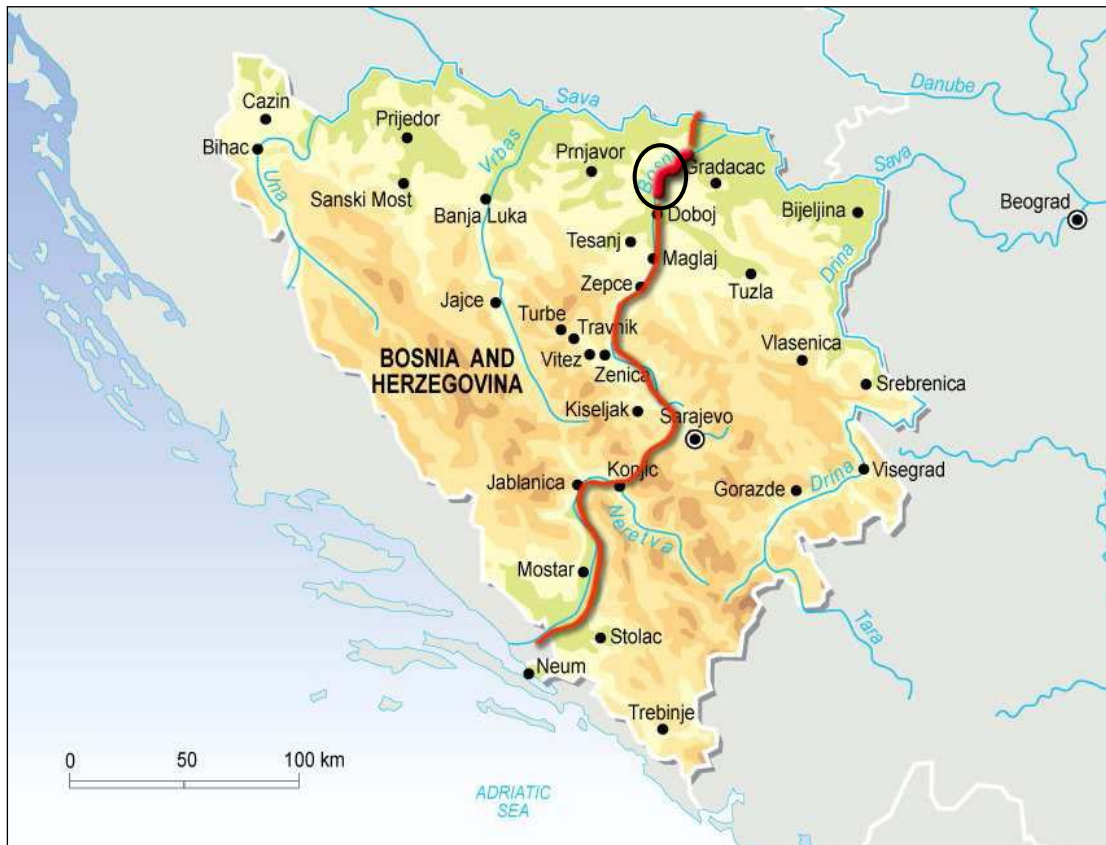 Danube
Sava
Cazin
Prijedor
Bihac
Vrbas
Prnjavor
Bosn
Gradacac
Sava
Una
Sanski Most
Banja Luka
Doboj
Bijeljina
Beograd
Tesanj
Maglaj
Drina
Zepce
Tuzla
Jajce
Turbe
Travnik
BOSNIA AND
HERZEGOVINA
Vitez
Zenica
Vlasenica
Srebrenica
Kiseljak
Sarajevo
Jablanica
Konjic
Gorazde
Drina
Visegrad
Neretva
Mostar
Tara
Stolac
Neum
Trebinje
0 50 100 km
ADRIATIC
SEA